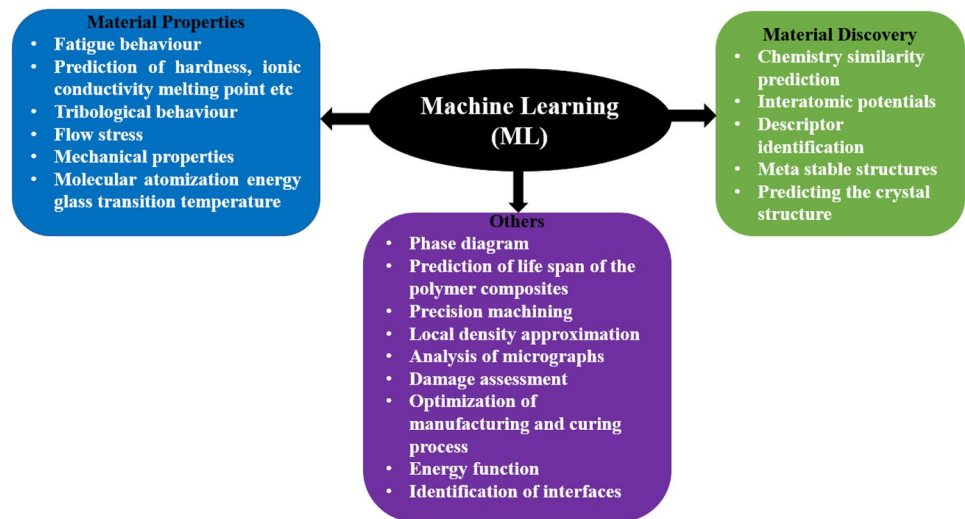 Material Properties
• Fatigue behaviour
• Prediction of hardness, ionic
conductivity melting point etc
• Tribological behaviour
• Flow stress
• Mechanical properties
• Molecular atomization energy
glass transition temperature
Machine Learning
(ML)
Material Discovery
• Chemistry similarity
prediction
• Interatomic potentials
• Descriptor
identification
• Meta stable structures
• Predicting the crystal
structure
Others
• Phase diagram
• Prediction of life span of the
polymer composites
• Precision machining
• Local density approximation
• Analysis of micrographs
• Damage assessment
• Optimization of
manufacturing and curing
process
• Energy function
• Identification of interfaces